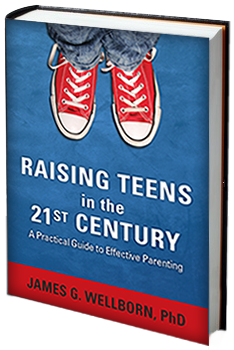 RAISING TEENS
in the
21ST CENTURY
A Practical Guide to Effective Parenting
JAMES G. WELLBORN, PhD